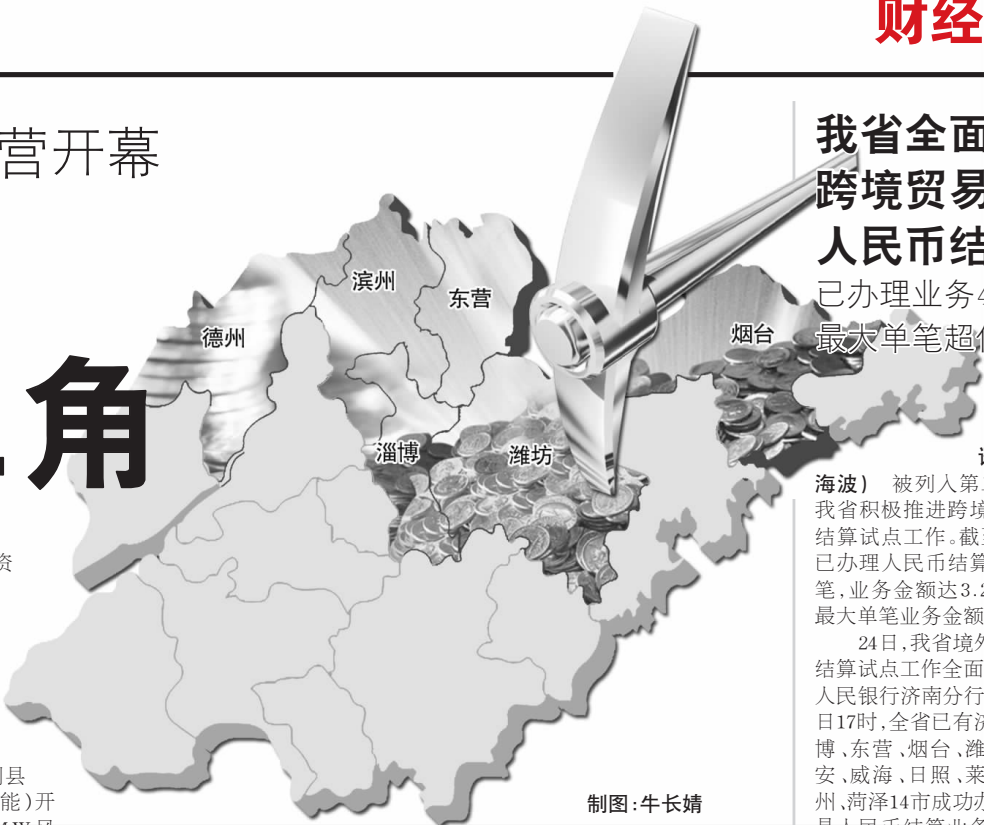 财经
营开幕
角
资
县
能)开
滨州
东营
德州
烟台
淄博
潍坊
制图:牛长婧
我省全面
跨境贸易
人民币结
已办理业务4
最大单笔超亿
海波) 被列入第
我省积极推进跨境
结算试点工作。截
已办理人民币结算
笔,业务金额达3.2
最大单笔业务金额
24日,我省境外
结算试点工作全面
人民银行济南分行
日17时,全省已有济
博、东营、烟台、潍
安、威海、日照、莱
州、菏泽14市成功办